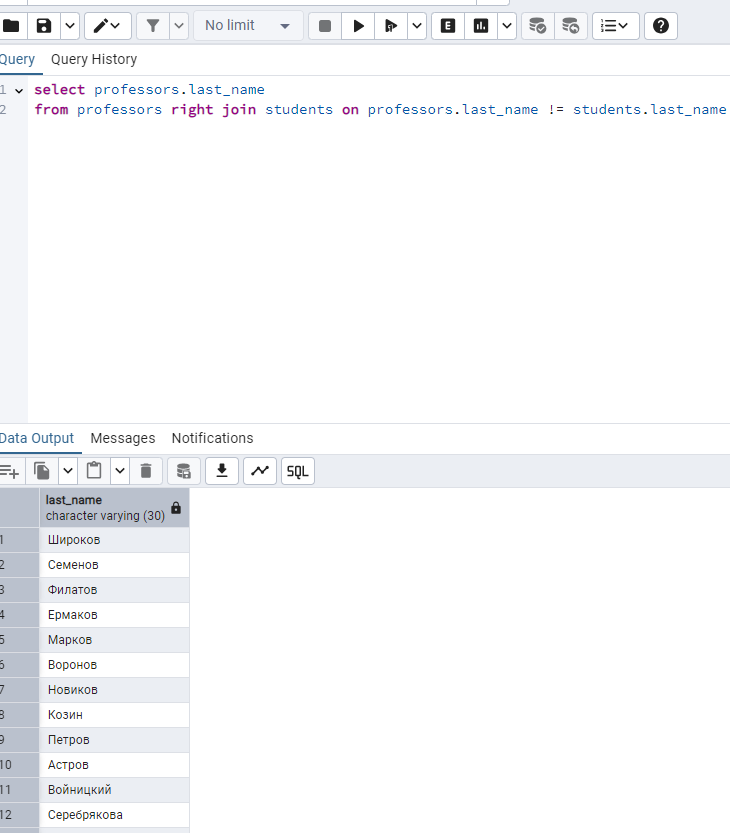 No limit
E
SQL
Query Query History
1 select professors.last_name
2 from professors right join students on professors.last_name != students.last_name
Data Output Messages Notifications
SQL
last_name
character varying (30)
1 Широков
2 Семенов
3 Филатов
4 Ермаков
5 Марков
6 Воронов
7 Новиков
8 Козин
9 Петров
10 Астров
11 Войницкий
12 Серебрякова